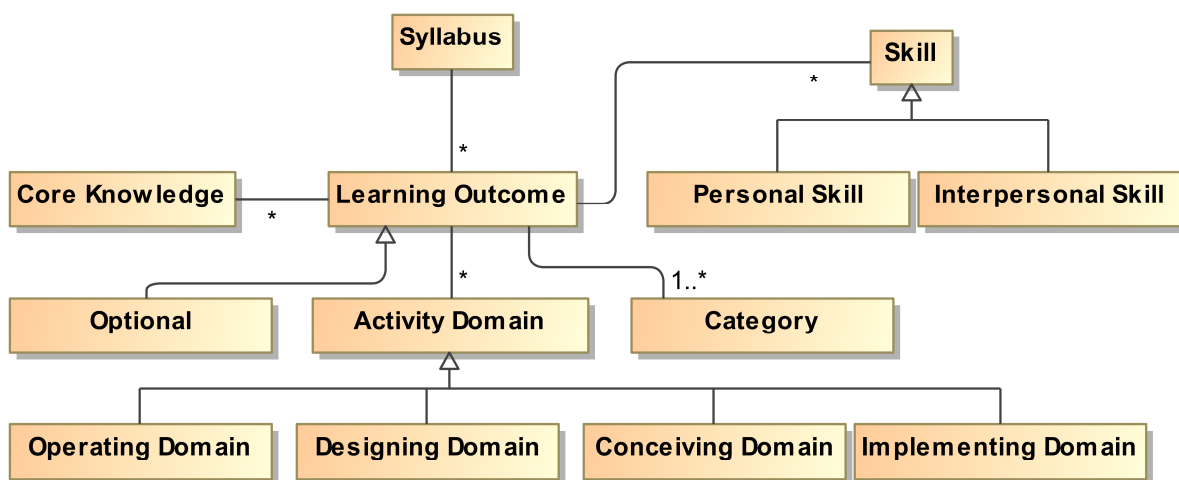 Syllabus
Skill
*
*
Core Knowledge
*
Learning Outcome
Personal Skill
Interpersonal Skill
*
1..*
Optional
Activity Domain
Category
Operating Domain
Designing Domain
Conceiving Domain
Implementing Domain